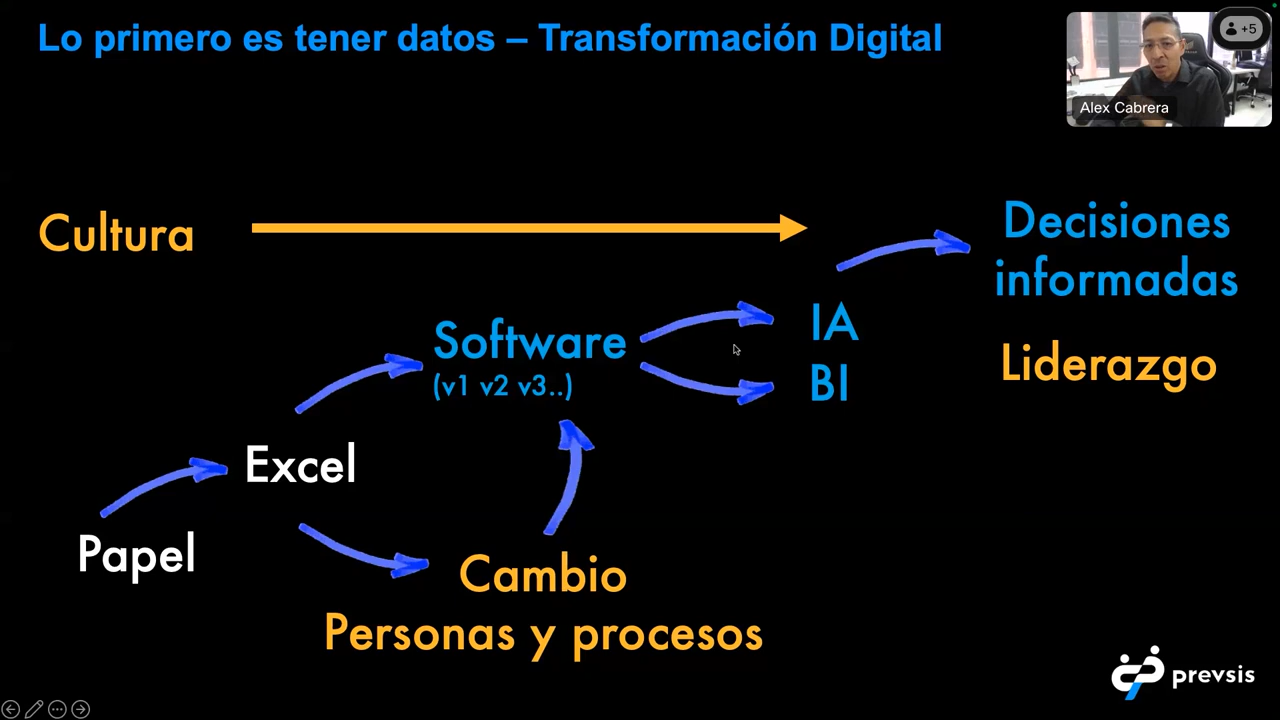 Lo primero es tener datos – Transformación Digital
+5
Alex Cabrera
Cultura
Decisiones
informadas
Software
(v1 v2 v3..)
IA
BI
Liderazgo
Excel
Papel
Cambio
Personas y procesos
prevsis